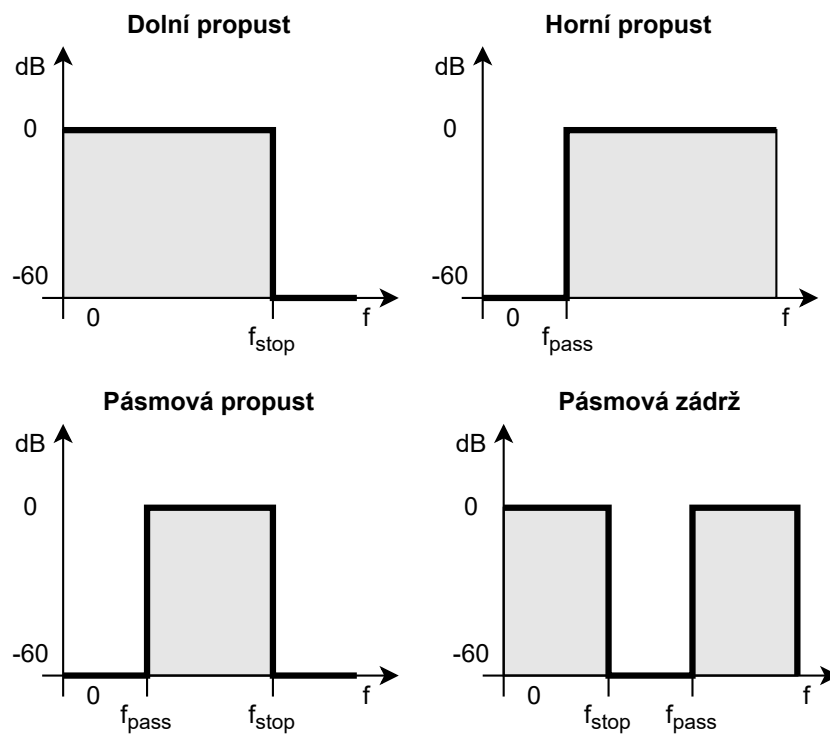 Dolní propust
dB
0
-60
0
f
fstop
Horní propust
dB
0
-60
0
f
fpass
Pásmová propust
dB
0
-60
0
f
fpass
fstop
Pásmová zádrž
dB
0
-60
0
f
fstop
fpass